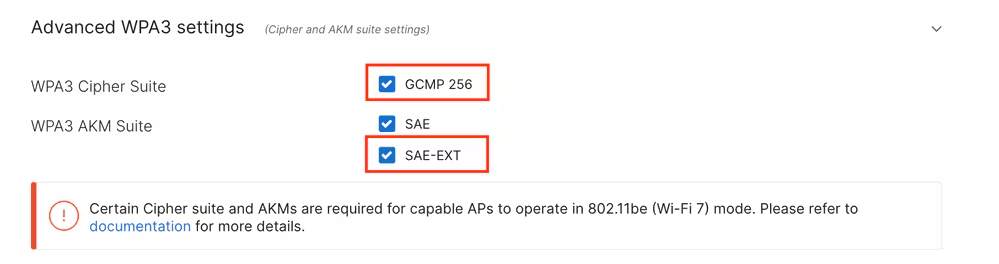 Advanced WPA3 settings (Cipher and AKM suite settings)
WPA3 Cipher Suite GCMP 256
WPA3 AKM Suite SAE
SAE-EXT
Certain Cipher suite and AKMs are required for capable APs to operate in 802.11be (Wi-Fi 7) mode. Please refer to
documentation for more details.